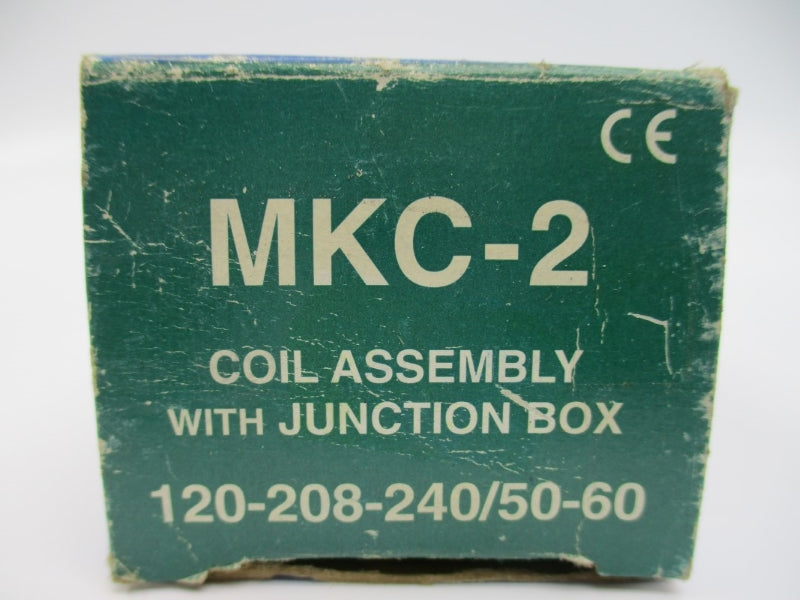 CE
MKC-2
COIL ASSEMBLY
WITH JUNCTION BOX
120-208-240/50-60